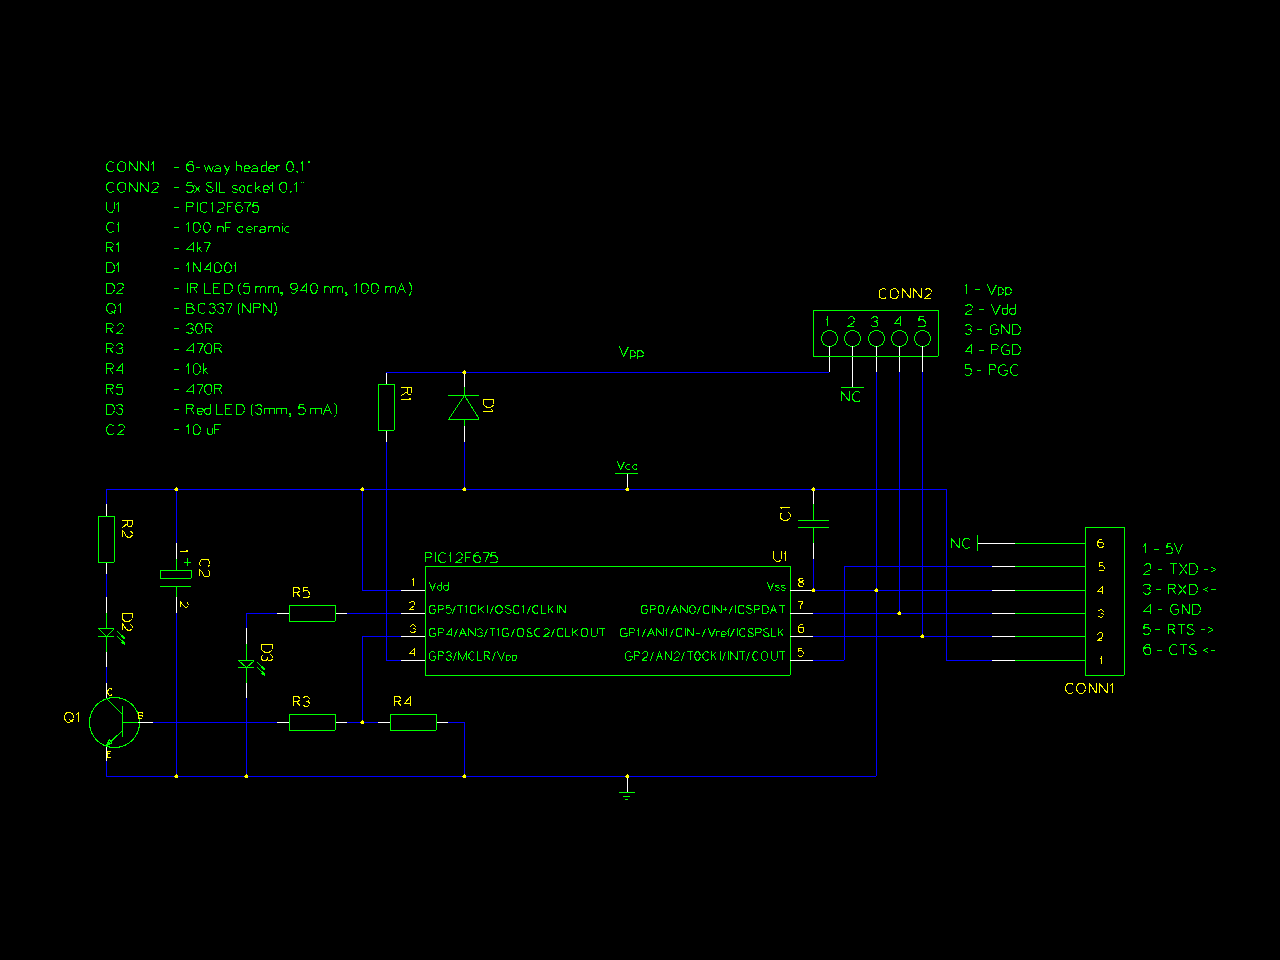 CONN1 - 6-way header 0.1"
CONN2 - 5x SIL socket 0.1"
U1 - PIC12F675
C1 - 100 nF ceramic
R1 - 4k7
D1 - 1N4001
D2 - IR LED (5 mm, 940 nm, 100 mA)
Q1 - BC337 (NPN)
R2 - 30R
R3 - 470R
R4 - 10k
R5 - 470R
D3 - Red LED (3mm, 5 mA)
C2 - 10 uF
CONN2
1 2 3 4 5
1 - Vpp
2 - Vdd
3 - GND
4 - PGD
5 - PGC
NC
Vpp
R1
D1
Vcc
C1
R2
1
+
C2
2
D2
R5
D3
PIC12F675
U1
1 Vdd
2 GP5/T1CKI/OSC1/CLKIN
3 GP4/AN3/T1G/OSC2/CLKOUT
4 GP3/MCLR/Vpp
Vss 8
GP0/AN0/CIN+/ICSPDAT 7
GP1/AN1/CIN-/Vref/ICSPSLK 6
GP2/AN2/TOCKI/INT/COUT 5
NC
6
5
4
3
2
1
CONN1
1 - 5V
2 - TXD ->
3 - RXD <-
4 - GND
5 - RTS ->
6 - CTS <-
R3
R4
Q1
C
B
E